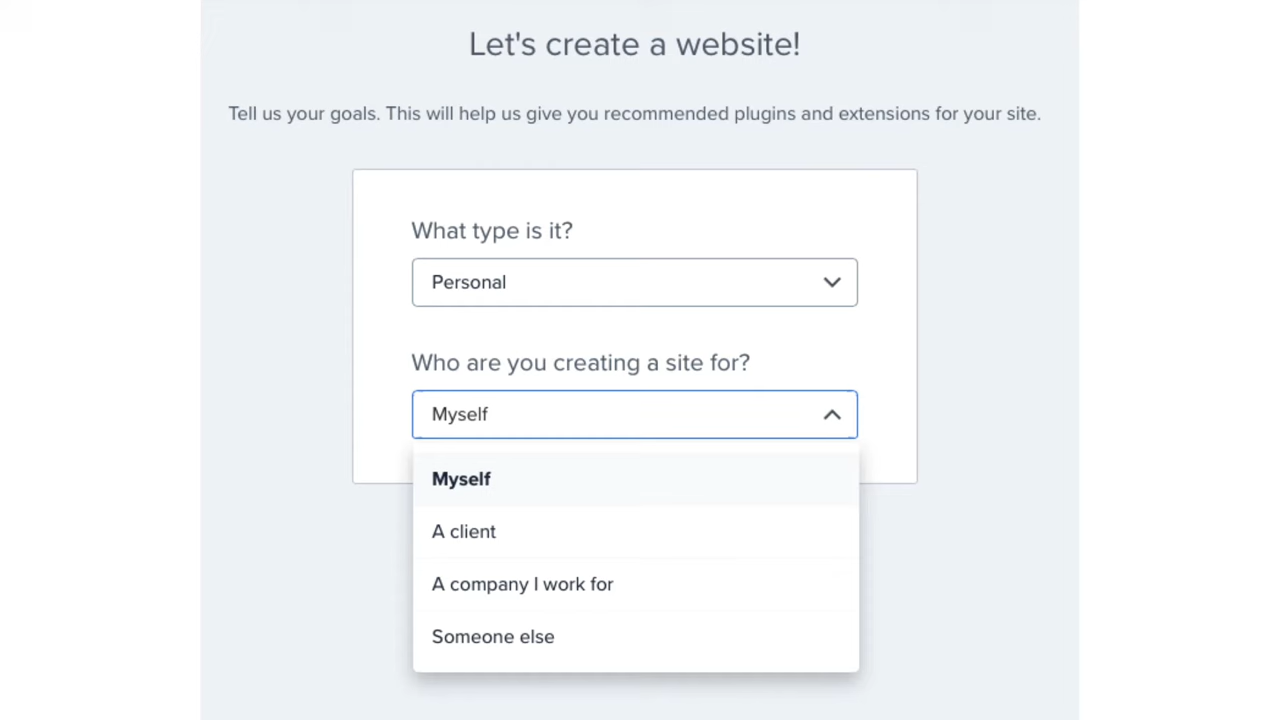 Let's create a website!
Tell us your goals. This will help us give you recommended plugins and extensions for your site.
What type is it?
Personal
Who are you creating a site for?
Myself
Myself
A client
A company I work for
Someone else